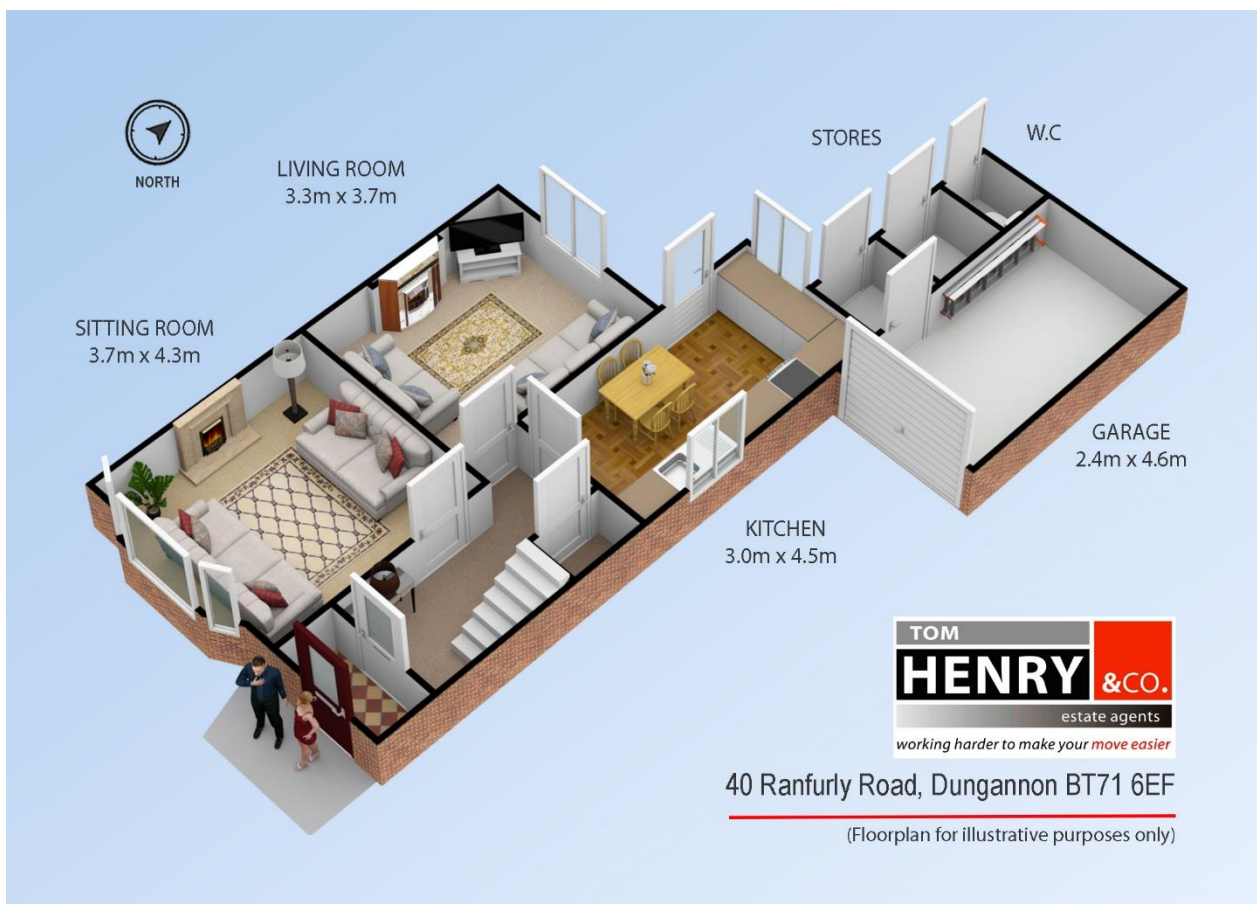 NORTH
LIVING ROOM
3.3m x 3.7m
STORES
W.C
SITTING ROOM
3.7m x 4.3m
GARAGE
2.4m x 4.6m
KITCHEN
3.0m x 4.5m
TOM
HENRY &CO.
estate agents
working harder to make your move easier
40 Ranfurly Road, Dungannon BT71 6EF
(Floorplan for illustrative purposes only)